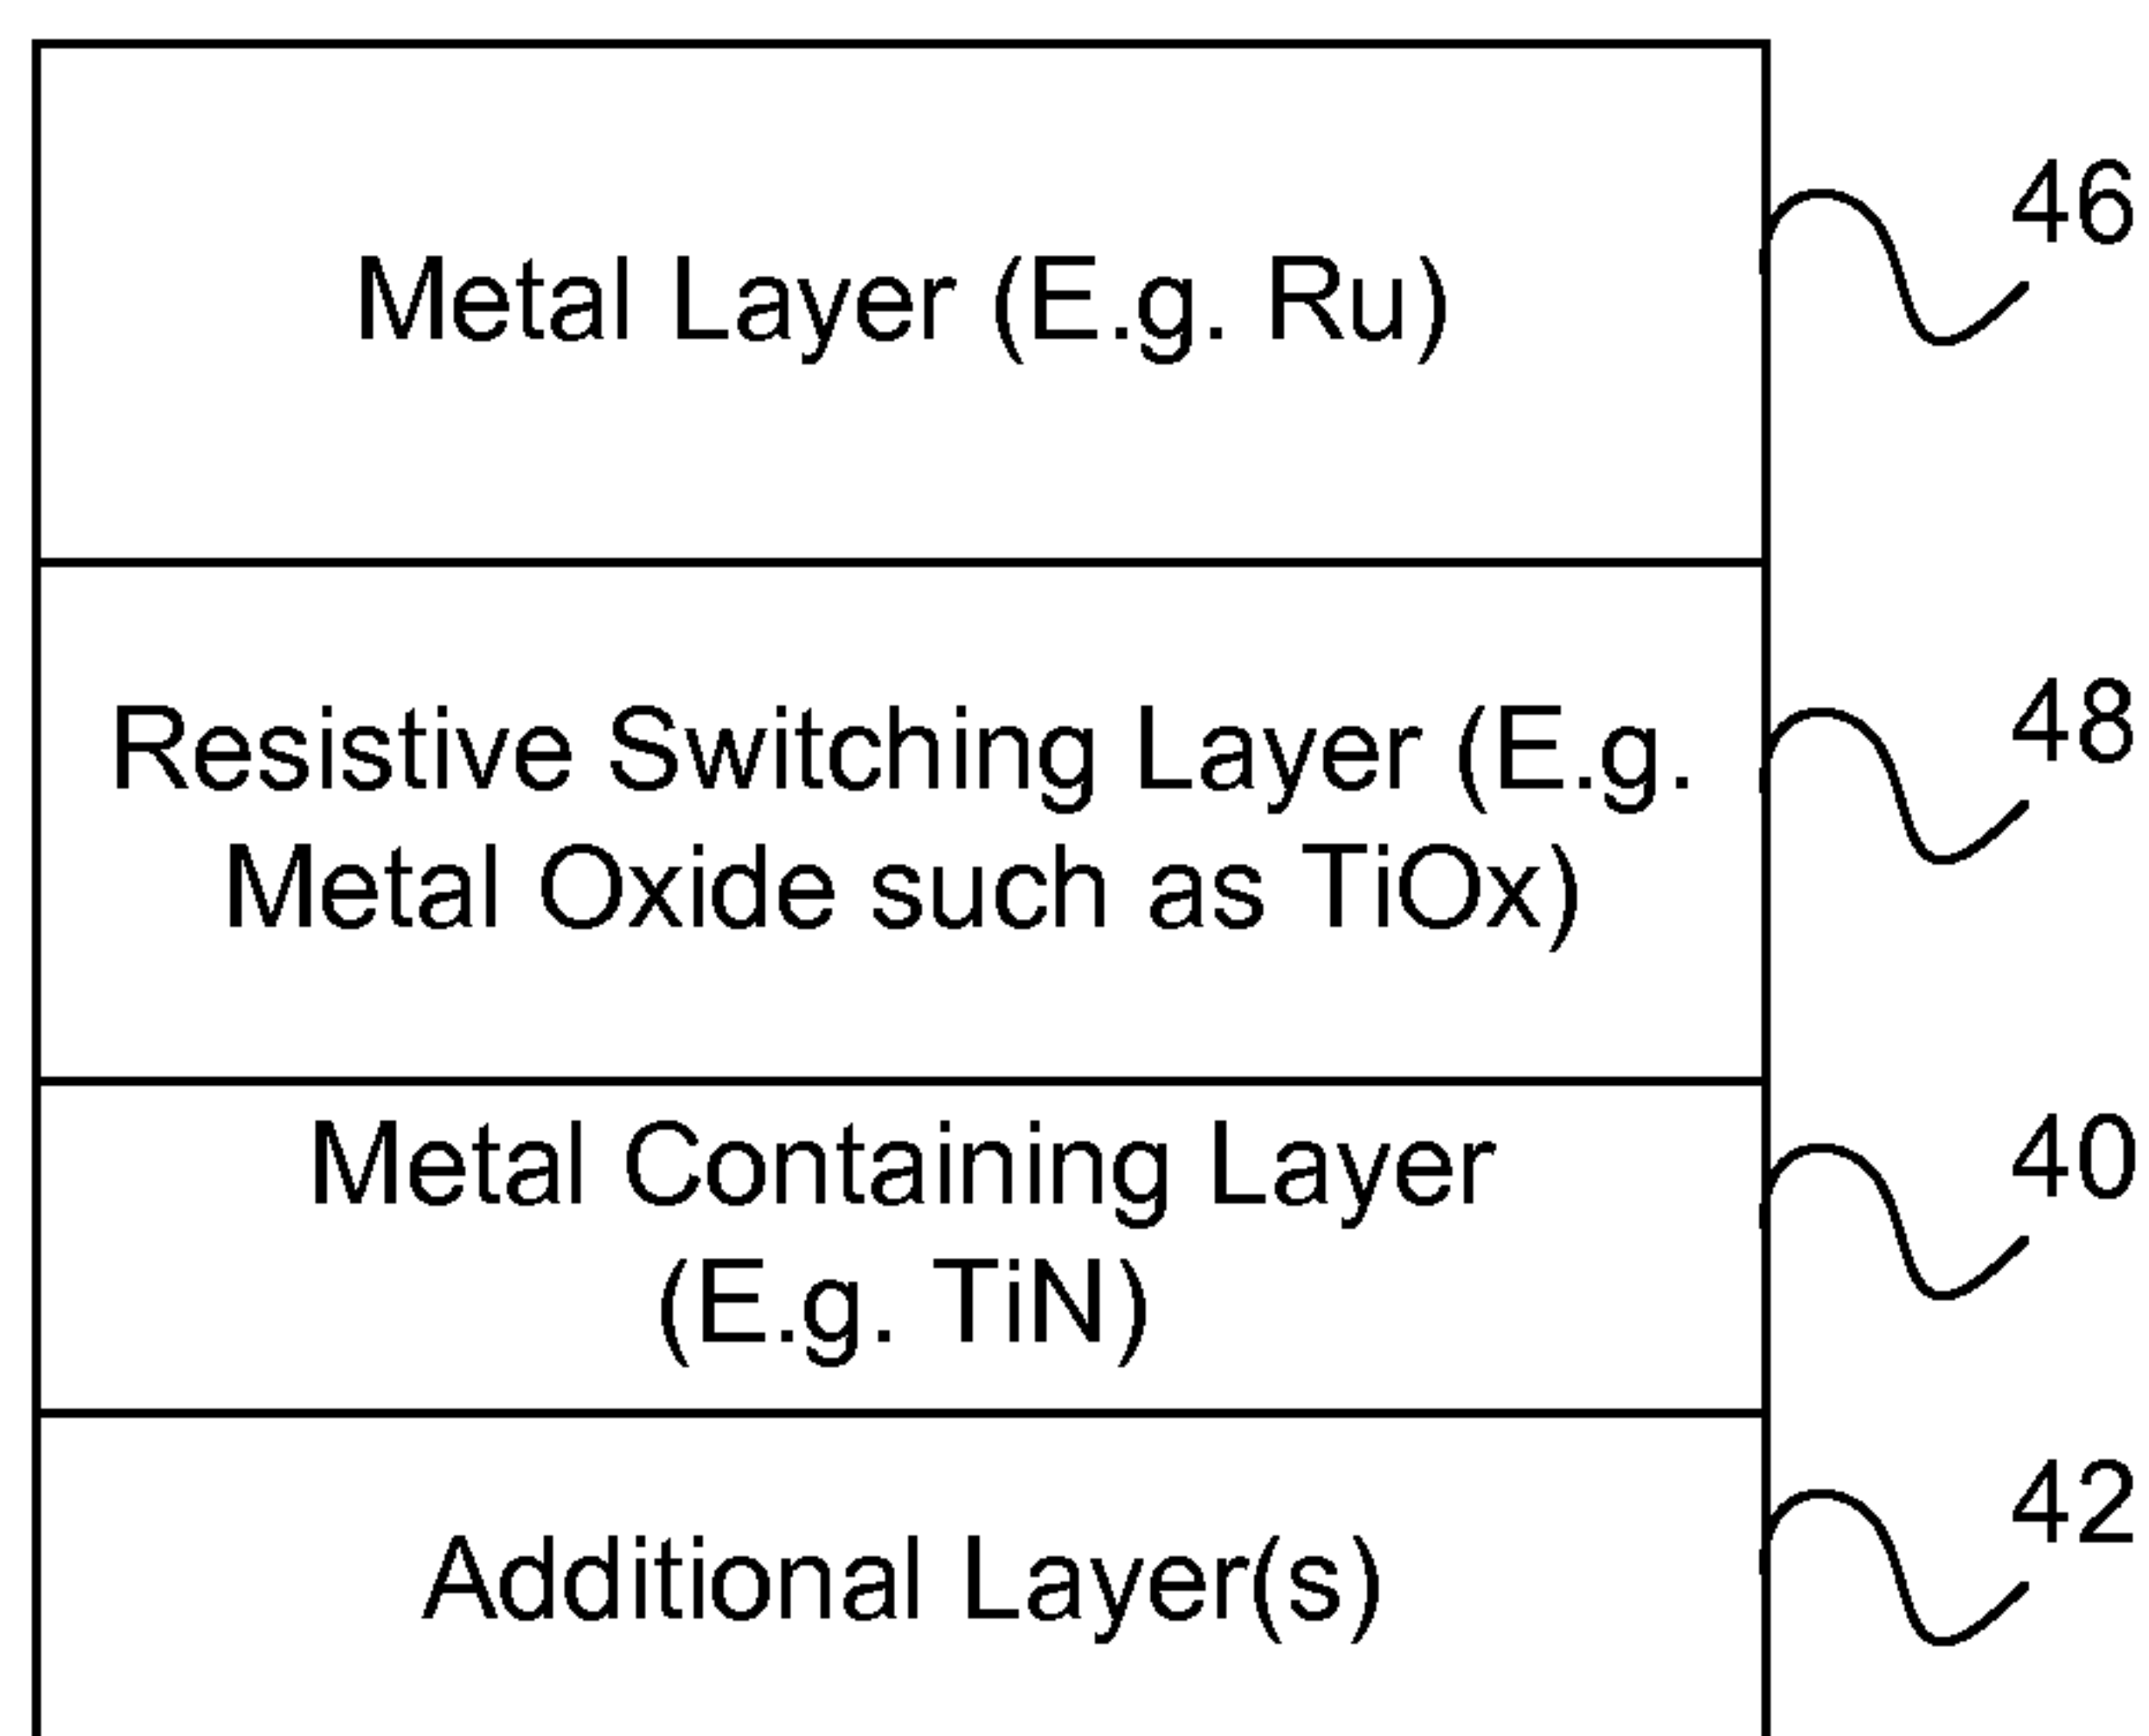 Metal Layer (E.g. Ru)
46
Resistive Switching Layer (E.g.
Metal Oxide such as TiOx)
48
Metal Containing Layer
(E.g. TiN)
40
Additional Layer(s)
42